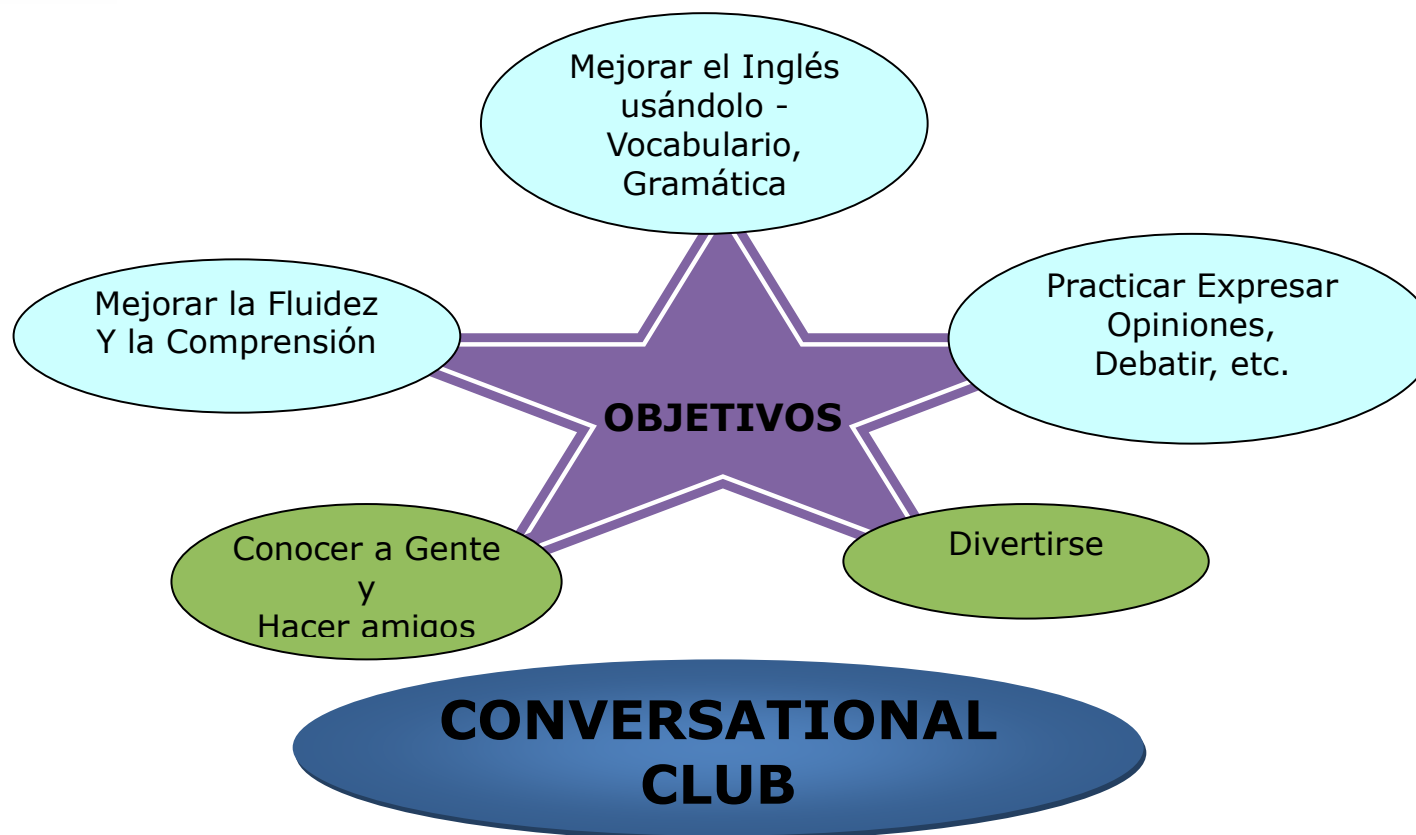 Mejorar el Inglés
usándolo -
Vocabulario,
Gramática
Mejorar la Fluidez
Y la Comprensión
Practicar Expresar
Opiniones,
Debatir, etc.
OBJETIVOS
Conocer a Gente
y
Hacer amigos
Divertirse
CONVERSATIONAL
CLUB